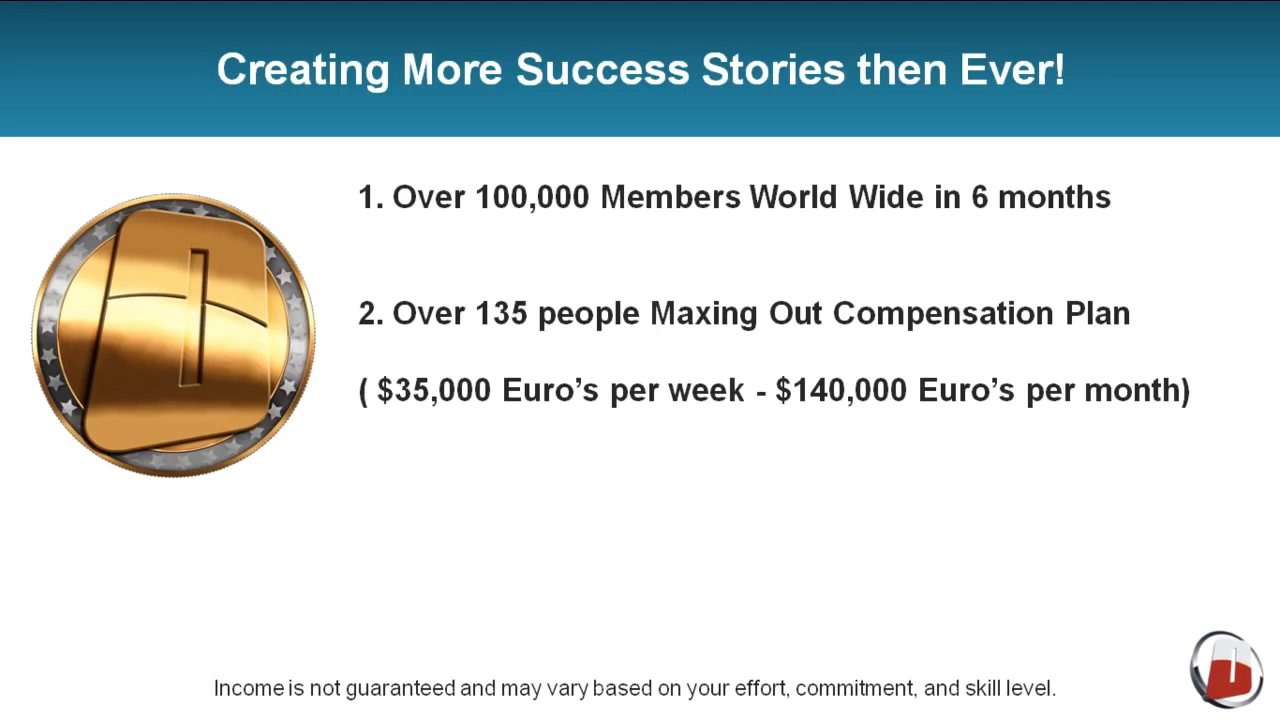 Creating More Success Stories then Ever!
1. Over 100,000 Members World Wide in 6 months
2. Over 135 people Maxing Out Compensation Plan
( $35,000 Euro’s per week - $140,000 Euro’s per month)
Income is not guaranteed and may vary based on your effort, commitment, and skill level.